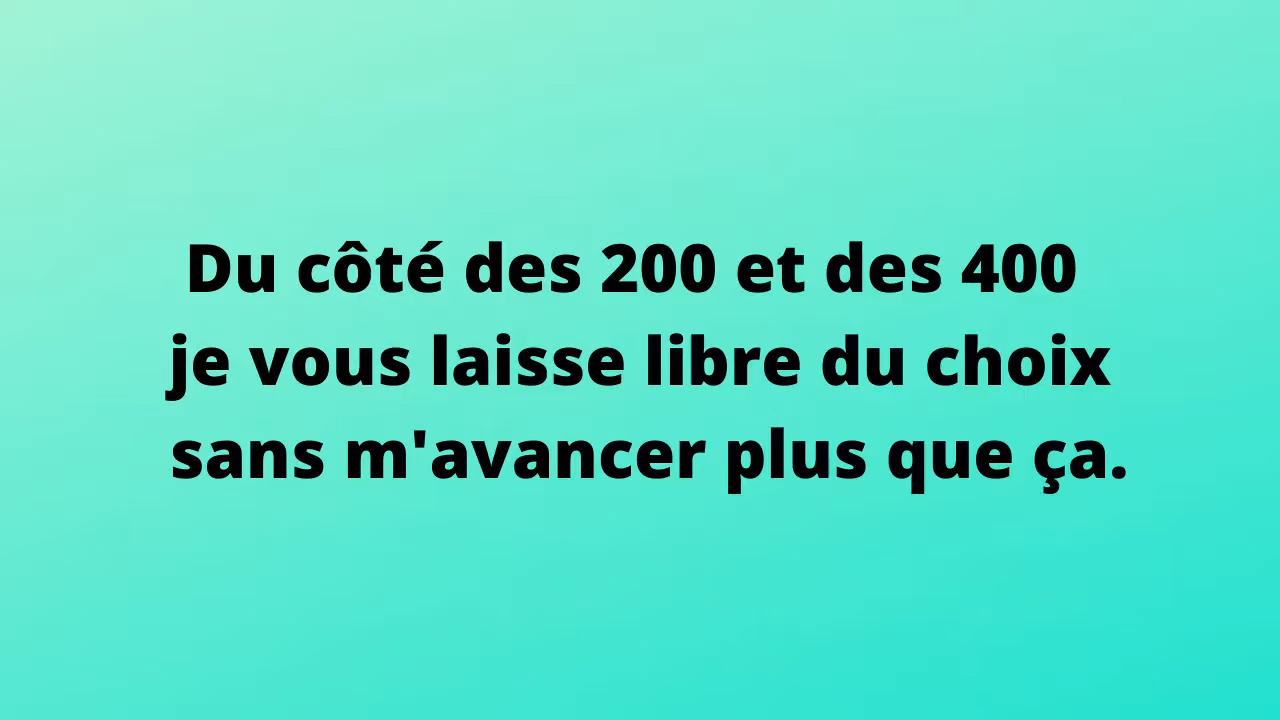 Du côté des 200 et des 400
je vous laisse libre du choix
sans m'avancer plus que ça.